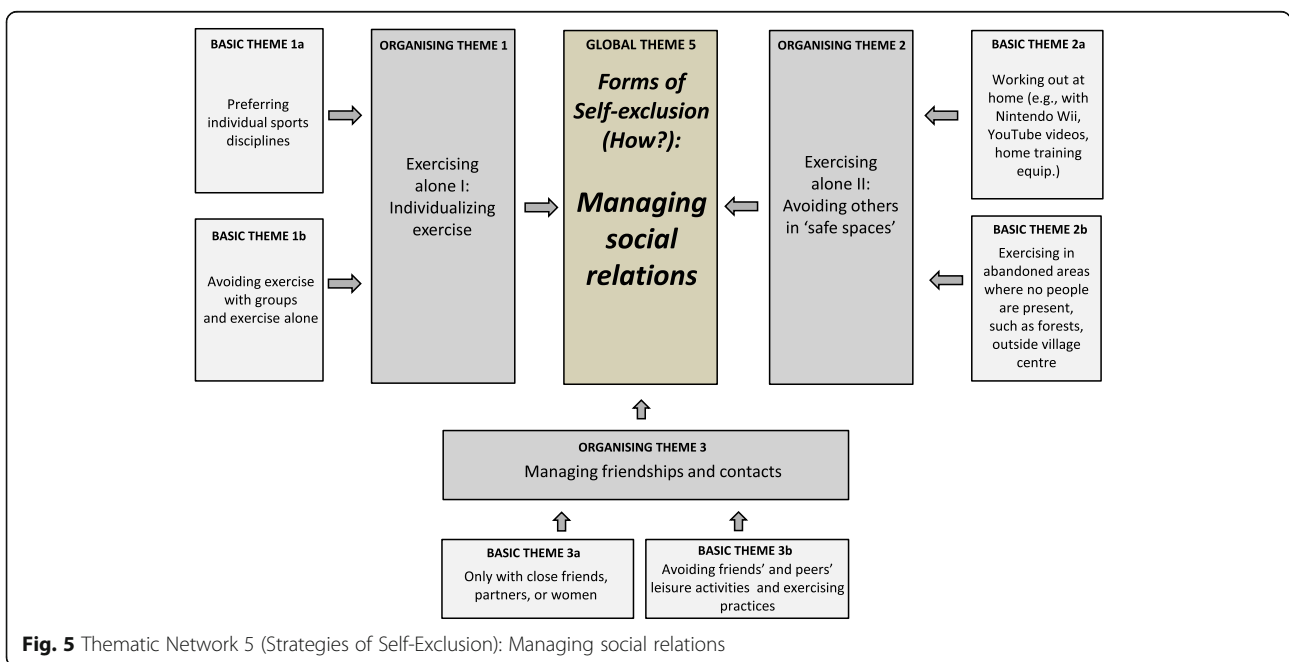 BASIC THEME 1a
Preferring
individual sports
disciplines
BASIC THEME 1b
Avoiding exercise
with groups
and exercise alone
ORGANISING THEME 1
Exercising
alone I:
Individualizing
exercise
GLOBAL THEME 5
Forms of
Self-exclusion
(How?):
Managing
social
relations
ORGANISING THEME 2
Exercising
alone II:
Avoiding others
in ‘safe spaces’
BASIC THEME 2a
Working out at
home (e.g., with
Nintendo Wii,
YouTube videos,
home training
equip.)
BASIC THEME 2b
Exercising in
abandoned areas
where no people
are present,
such as forests,
outside village
centre
ORGANISING THEME 3
Managing friendships and contacts
BASIC THEME 3a
Only with close friends,
partners, or women
BASIC THEME 3b
Avoiding friends’ and peers’
leisure activities and exercising
practices
Fig. 5 Thematic Network 5 (Strategies of Self-Exclusion): Managing social relations